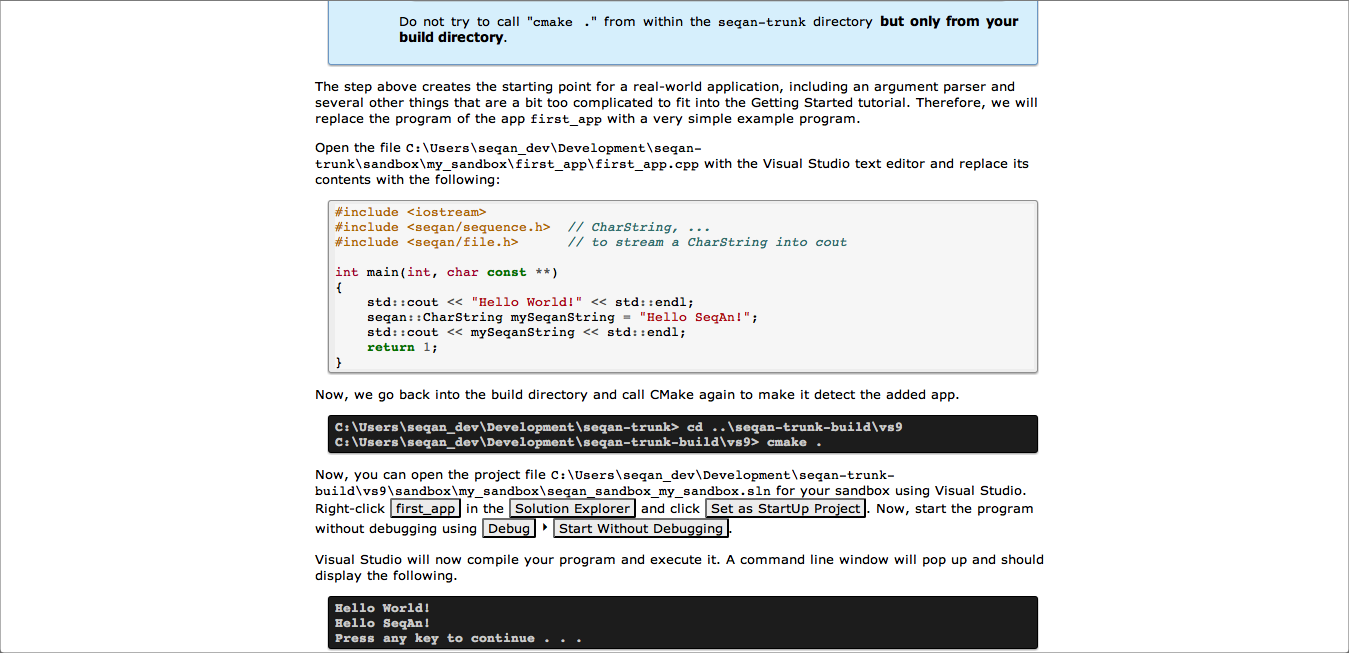 Do not try to call "cmake ." from within the seqan-trunk directory but only from your
build directory.
The step above creates the starting point for a real-world application, including an argument parser and
several other things that are a bit too complicated to fit into the Getting Started tutorial. Therefore, we will
replace the program of the app first_app with a very simple example program.
Open the file C:\Users\seqan_dev\Development\seqan-
trunk\sandbox\my_sandbox\first_app\first_app.cpp with the Visual Studio text editor and replace its
contents with the following:
#include <iostream>
#include <seqan/sequence.h>  // CharString, ...
#include <seqan/file.h>      // to stream a CharString into cout
int main(int, char const **)
{
    std::cout << "Hello World!" << std::endl;
    seqan::CharString mySeqanString = "Hello SeqAn!";
    std::cout << mySeqanString << std::endl;
    return 1;
}
Now, we go back into the build directory and call CMake again to make it detect the added app.
C:\Users\seqan_dev\Development\seqan-trunk> cd ..\seqan-trunk-build\vs9
C:\Users\seqan_dev\Development\seqan-trunk-build\vs9> cmake .
Now, you can open the project file C:\Users\seqan_dev\Development\seqan-trunk-
build\vs9\sandbox\my_sandbox\seqan_sandbox_my_sandbox.sln for your sandbox using Visual Studio.
Right-click first_app in the Solution Explorer and click Set as StartUp Project. Now, start the program
without debugging using Debug ‣ Start Without Debugging.
Visual Studio will now compile your program and execute it. A command line window will pop up and should
display the following.
Hello World!
Hello SeqAn!
Press any key to continue . . .